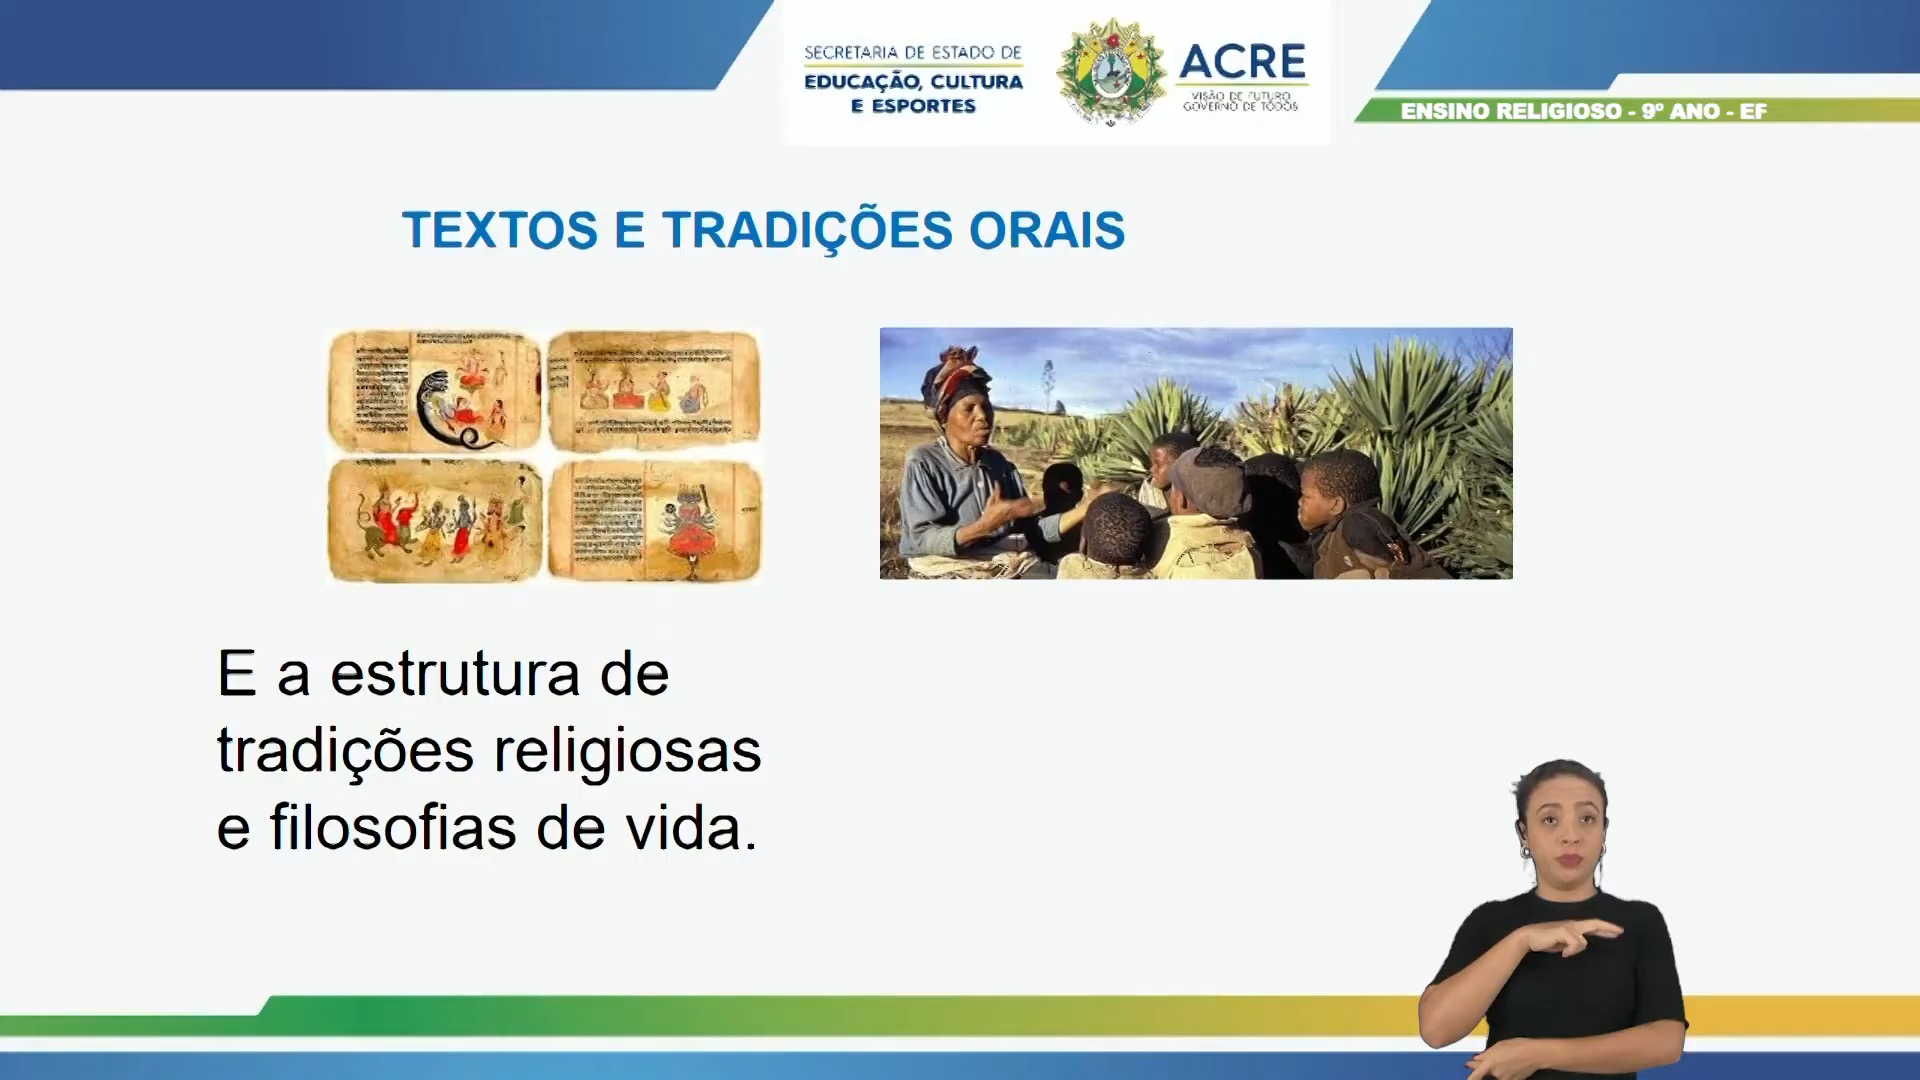 SECRETARIA DE ESTADO DE
EDUCAÇÃO, CULTURA
E ESPORTES
ACRE
VISÃO DE FUTURO
GOVERNO DE TODOS
ENSINO RELIGIOSO - 9º ANO - EF
TEXTOS E TRADIÇÕES ORAIS
E a estrutura de
tradições religiosas
e filosofias de vida.